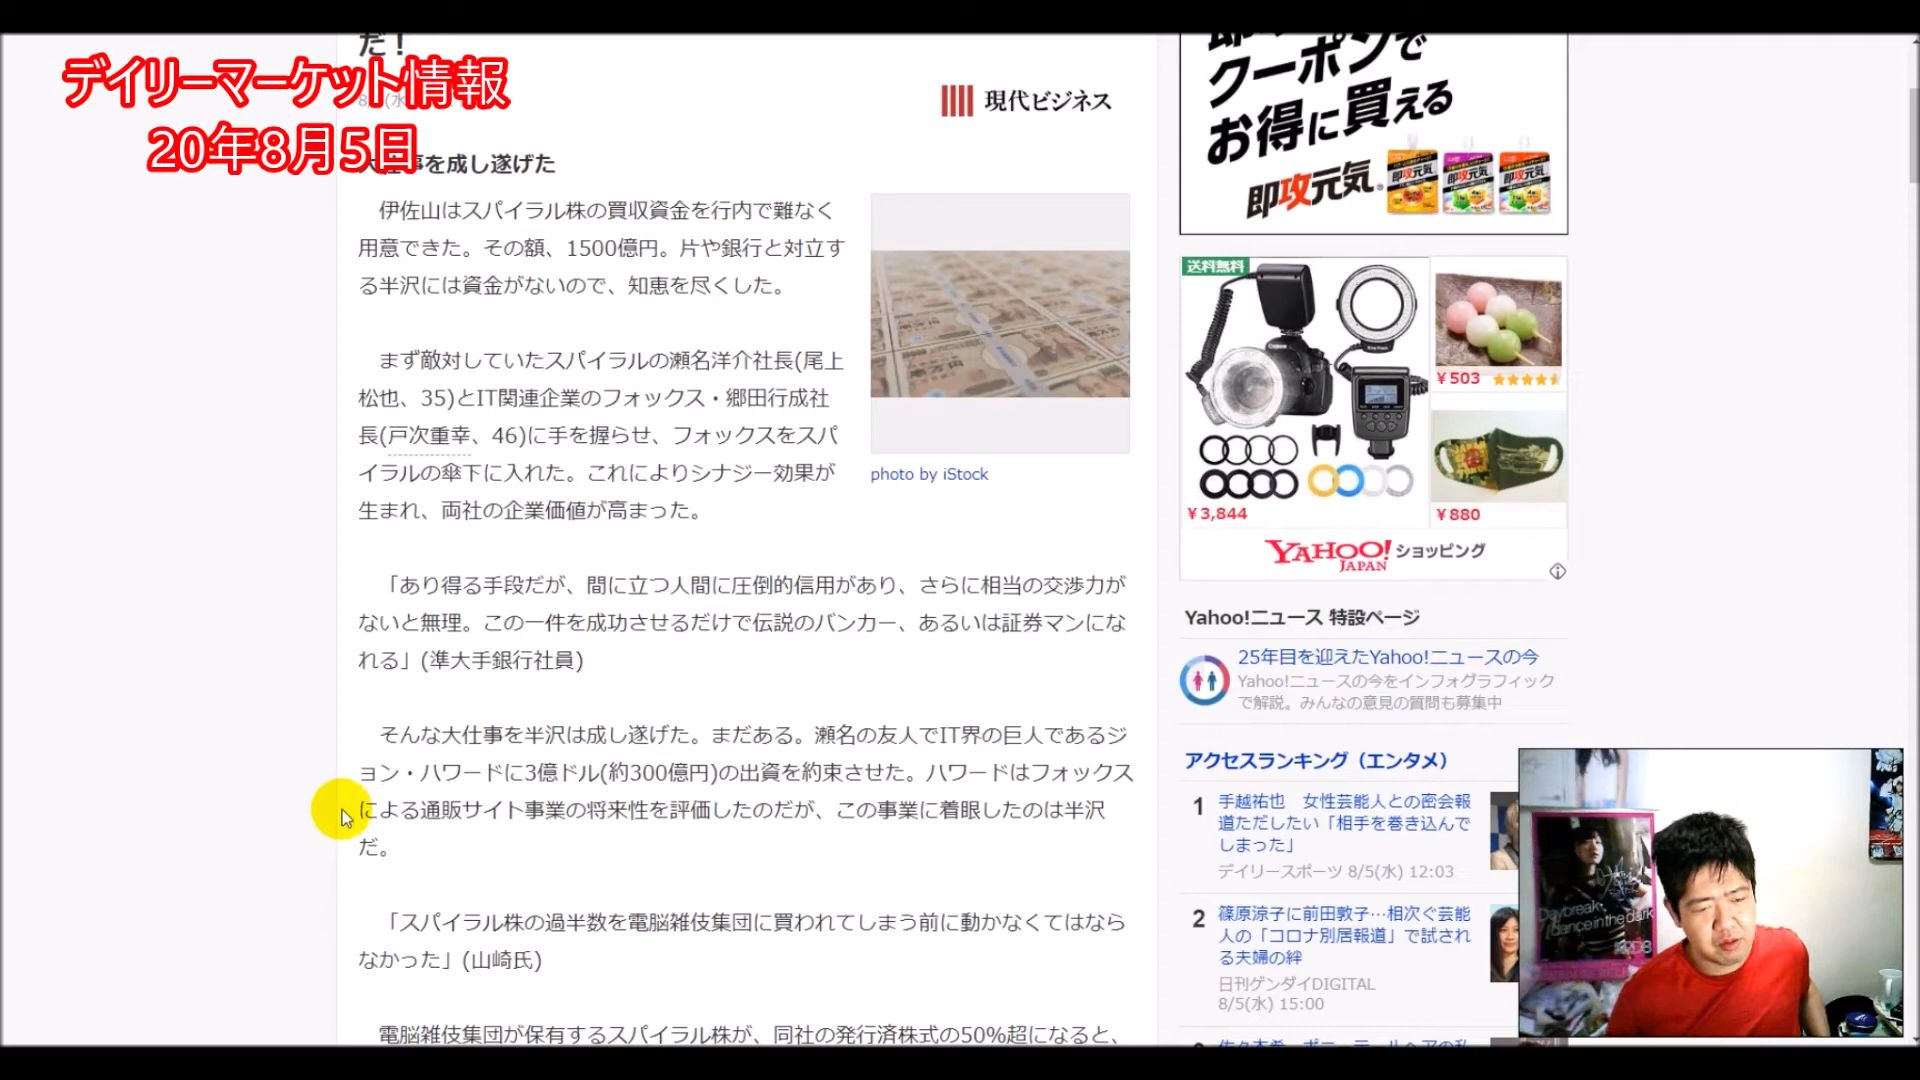 だ！
デイリーマーケット情報
20年8月5日
現代ビジネス
大仕事を成し遂げた
伊佐山はスパイラル株の買収資金を行内で難なく
用意できた。その額、1500億円。片や銀行と対立す
る半沢には資金がないので、知恵を尽くした。
まず敵対していたスパイラルの瀬名洋介社長(尾上
松也、35)とIT関連企業のフォックス・郷田行成社
長(戸次重幸、46)に手を握らせ、フォックスをスパ
イラルの傘下に入れた。これによりシナジー効果が
生まれ、両社の企業価値が高まった。
photo by iStock
「あり得る手段だが、間に立つ人間に圧倒的信用があり、さらに相当の交渉力が
ないと無理。この一件を成功させるだけで伝説のバンカー、あるいは証券マンにな
れる」(準大手銀行社員)
そんな大仕事を半沢は成し遂げた。まだある。瀬名の友人でIT界の巨人であるジ
ョン・ハワードに3億ドル(約300億円)の出資を約束させた。ハワードはフォックス
による通販サイト事業の将来性を評価したのだが、この事業に着眼したのは半沢
だ。
「スパイラル株の過半数を電脳雑伎集団に買われてしまう前に動かなくてはなら
なかった」(山崎氏)
電脳雑伎集団が保有するスパイラル株が、同社の発行済株式の50%超になると、
クーポンで
お得に買える
即攻元気
送料無料
¥3,844
¥503
¥880
YAHOO! ショッピング
JAPAN
Yahoo!ニュース 特設ページ
25年目を迎えたYahoo!ニュースの今
Yahoo!ニュースの今をインフォグラフィック
で解説。みんなの意見の質問も募集中
アクセスランキング（エンタメ）
1 手越祐也　女性芸能人との密会報
道ただしたい「相手を巻き込んで
しまった」
デイリースポーツ 8/5(水) 12:03
2 篠原涼子に前田敦子…相次ぐ芸能
人の「コロナ別居報道」で試され
る夫婦の絆
日刊ゲンダイDIGITAL
8/5(水) 15:00
Daybreak
dance in the dark